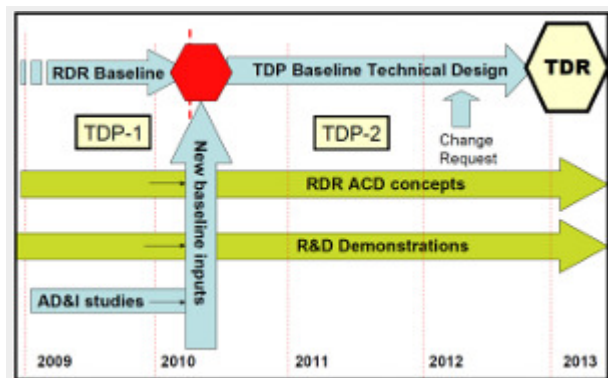 RDR Baseline
TDP Baseline Technical Design
TDR
TDP-1
TDP-2
Change
Request
New baseline inputs
RDR ACD concepts
R&D Demonstrations
AD&I studies
2009
2010
2011
2012
2013